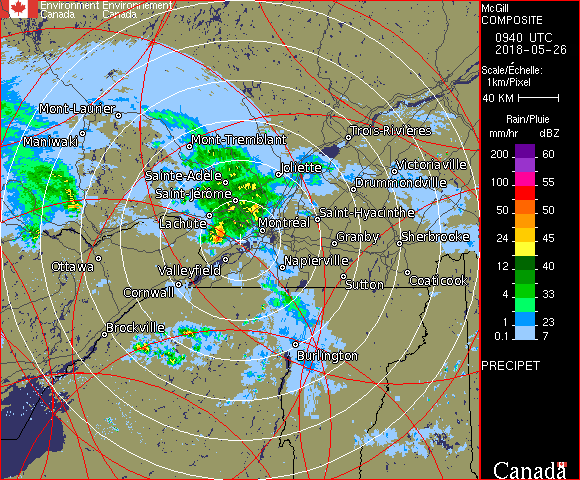 Environment Environnement
Canada Canada
McGill
COMPOSITE
0940 UTC
2018-05-26
Scale/Échelle:
1km/Pixel
40 KM
Rain/Pluie
mm/hr dBZ
200 60
150 57
100 55
50 50
24 45
12 40
4 33
1 23
0.1 7
PRECIPET
Canada
Mont-Laurier
Maniwaki
Mont-Tremblant
Trois-Rivières
Joliette
Victoriaville
Sainte-Adèle
Drummondville
Saint-Jérôme
Saint-Hyacinthe
Lachute
Montréal
Granby
Sherbrooke
Ottawa
Valleyfield
Napierville
Sutton
Coaticook
Cornwall
Brockville
Burlington